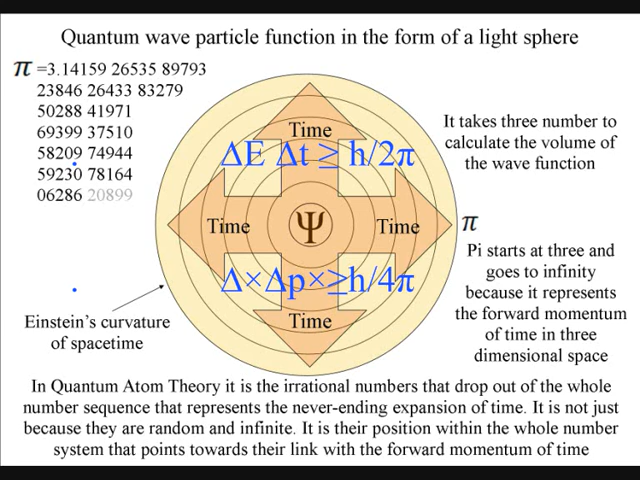 Quantum wave particle function in the form of a light sphere
π =3.14159 26535 89793
23846 26433 83279
50288 41971
69399 37510
58209 74944
59230 78164
06286 20899
It takes three number to
calculate the volume of
the wave function
Time
ΔE Δt ≥ h/2π
Time
Ψ
Time
π
Δ×Δp×≥h/4π
Time
Pi starts at three and
goes to infinity
because it represents
the forward momentum
of time in three
dimensional space
Einstein's curvature
of spacetime
In Quantum Atom Theory it is the irrational numbers that drop out of the whole
number sequence that represents the never-ending expansion of time. It is not just
because they are random and infinite. It is their position within the whole number
system that points towards their link with the forward momentum of time